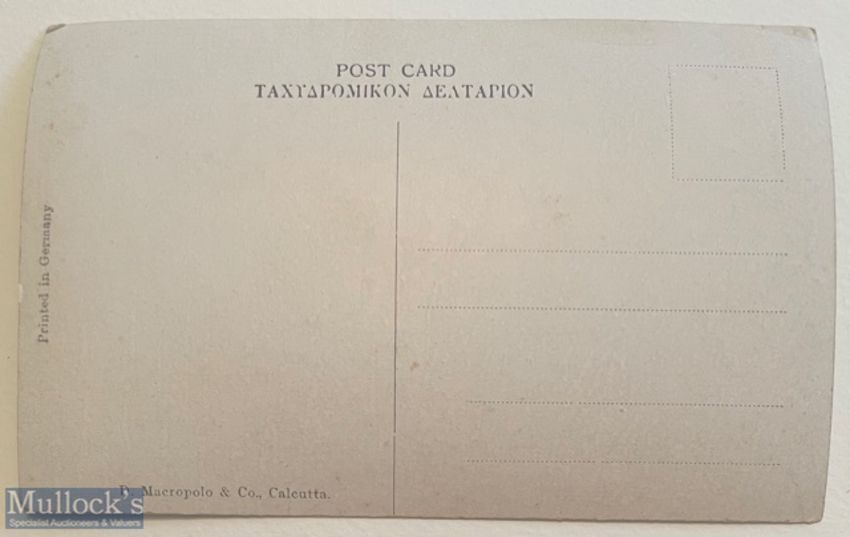 POST CARD
ΤΑΧΥΔΡΟΜΙΚΟΝ ΔΕΛΤΑΡΙΟΝ
Printed in Germany
D. Macropolo & Co., Calcutta.
Mullock's
Specialist Auctioneers & Valuers